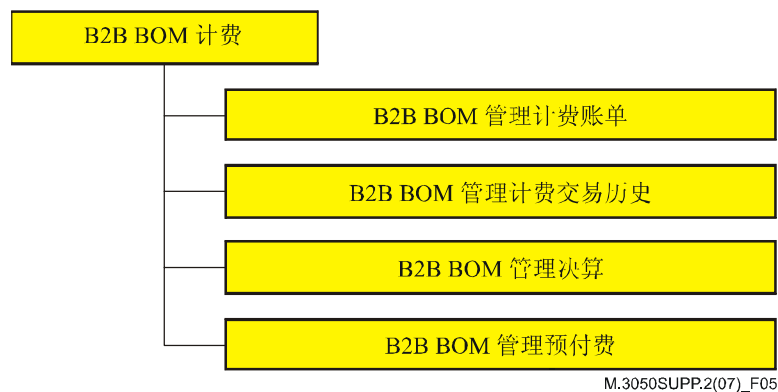 B2B BOM 计费
B2B BOM 管理计费账单
B2B BOM 管理计费交易历史
B2B BOM 管理决算
B2B BOM 管理预付费
M.3050SUPP.2(07)_F05